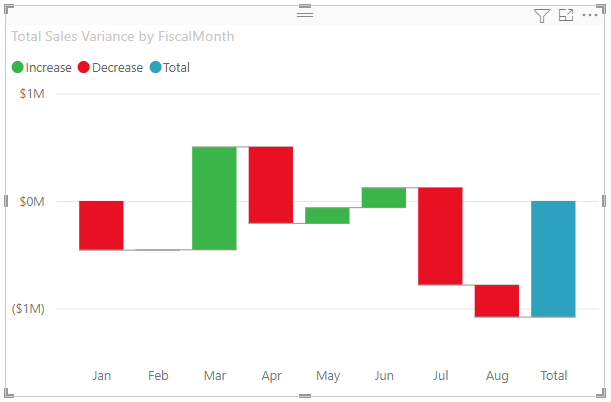 Total Sales Variance by FiscalMonth
Increase Decrease Total
$1M
$0M
($1M)
Jan Feb Mar Apr May Jun Jul Aug Total